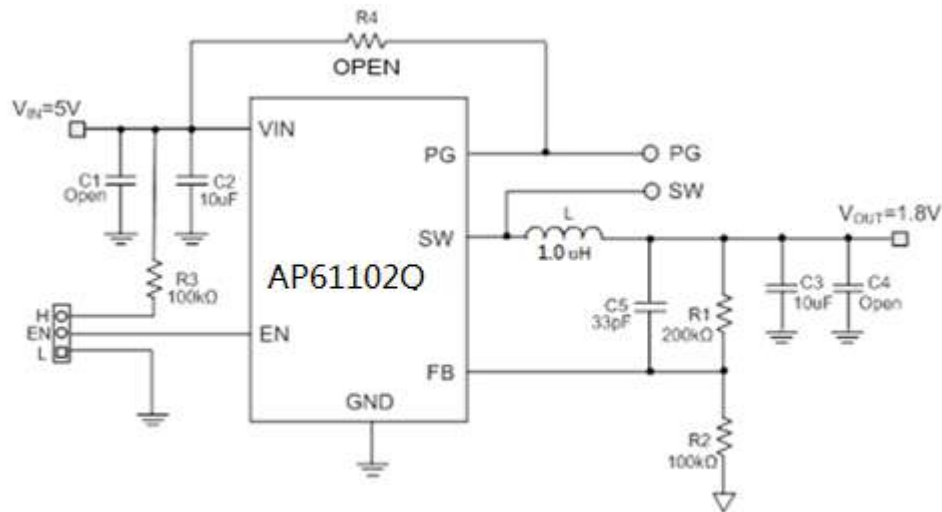 R4
OPEN
VIN=5V
VIN
PG
PG
C1
Open
C2
10uF
SW
L
VOUT=1.8V
SW
1.0 uH
R3
100kΩ
AP61102Q
C5
33pF
R1
200kΩ
C3
10uF
C4
Open
H
EN
L
EN
FB
GND
R2
100kΩ